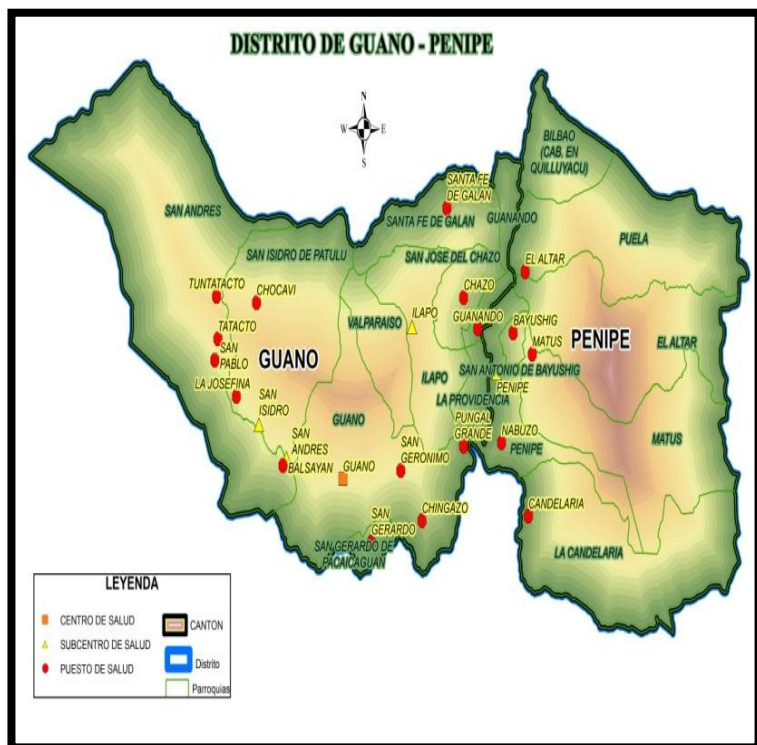 DISTRITO DE GUANO - PENIPE
N
W
E
S
BILBAO
(CAB. EN
QUILLUYACU)
SANTA FE
DE GALAN
SAN ANDRES
SANTA FE DE GALAN
GUANANDO
PUELA
SAN ISIDRO DE PATULU
SAN JOSE DEL CHAZO
EL ALTAR
TUNTATACTO
CHOCAVI
CHAZO
ILAPO
VALPARAISO
GUANANDO
BAYUSHIG
PENIPE
TATACTO
SAN
PABLO
GUANO
MATUS
EL ALTAR
LA JOSEFINA
ILAPO
SAN ANTONIO DE BAYUSHIG
PENIPE
SAN
ISIDRO
LA PROVIDENCIA
GUANO
PUNGAL
GRANDE
SAN
ANDRES
BALSAYAN
GUANO
SAN
GERONIMO
NABUZO
PENIPE
MATUS
SAN
GERARDO
CHINGAZO
CANDELARIA
SAN GERARDO DE
PACAICAGUAN
LA CANDELARIA
LEYENDA
CENTRO DE SALUD
SUBCENTRO DE SALUD
PUESTO DE SALUD
CANTON
Distrito
Parroquias